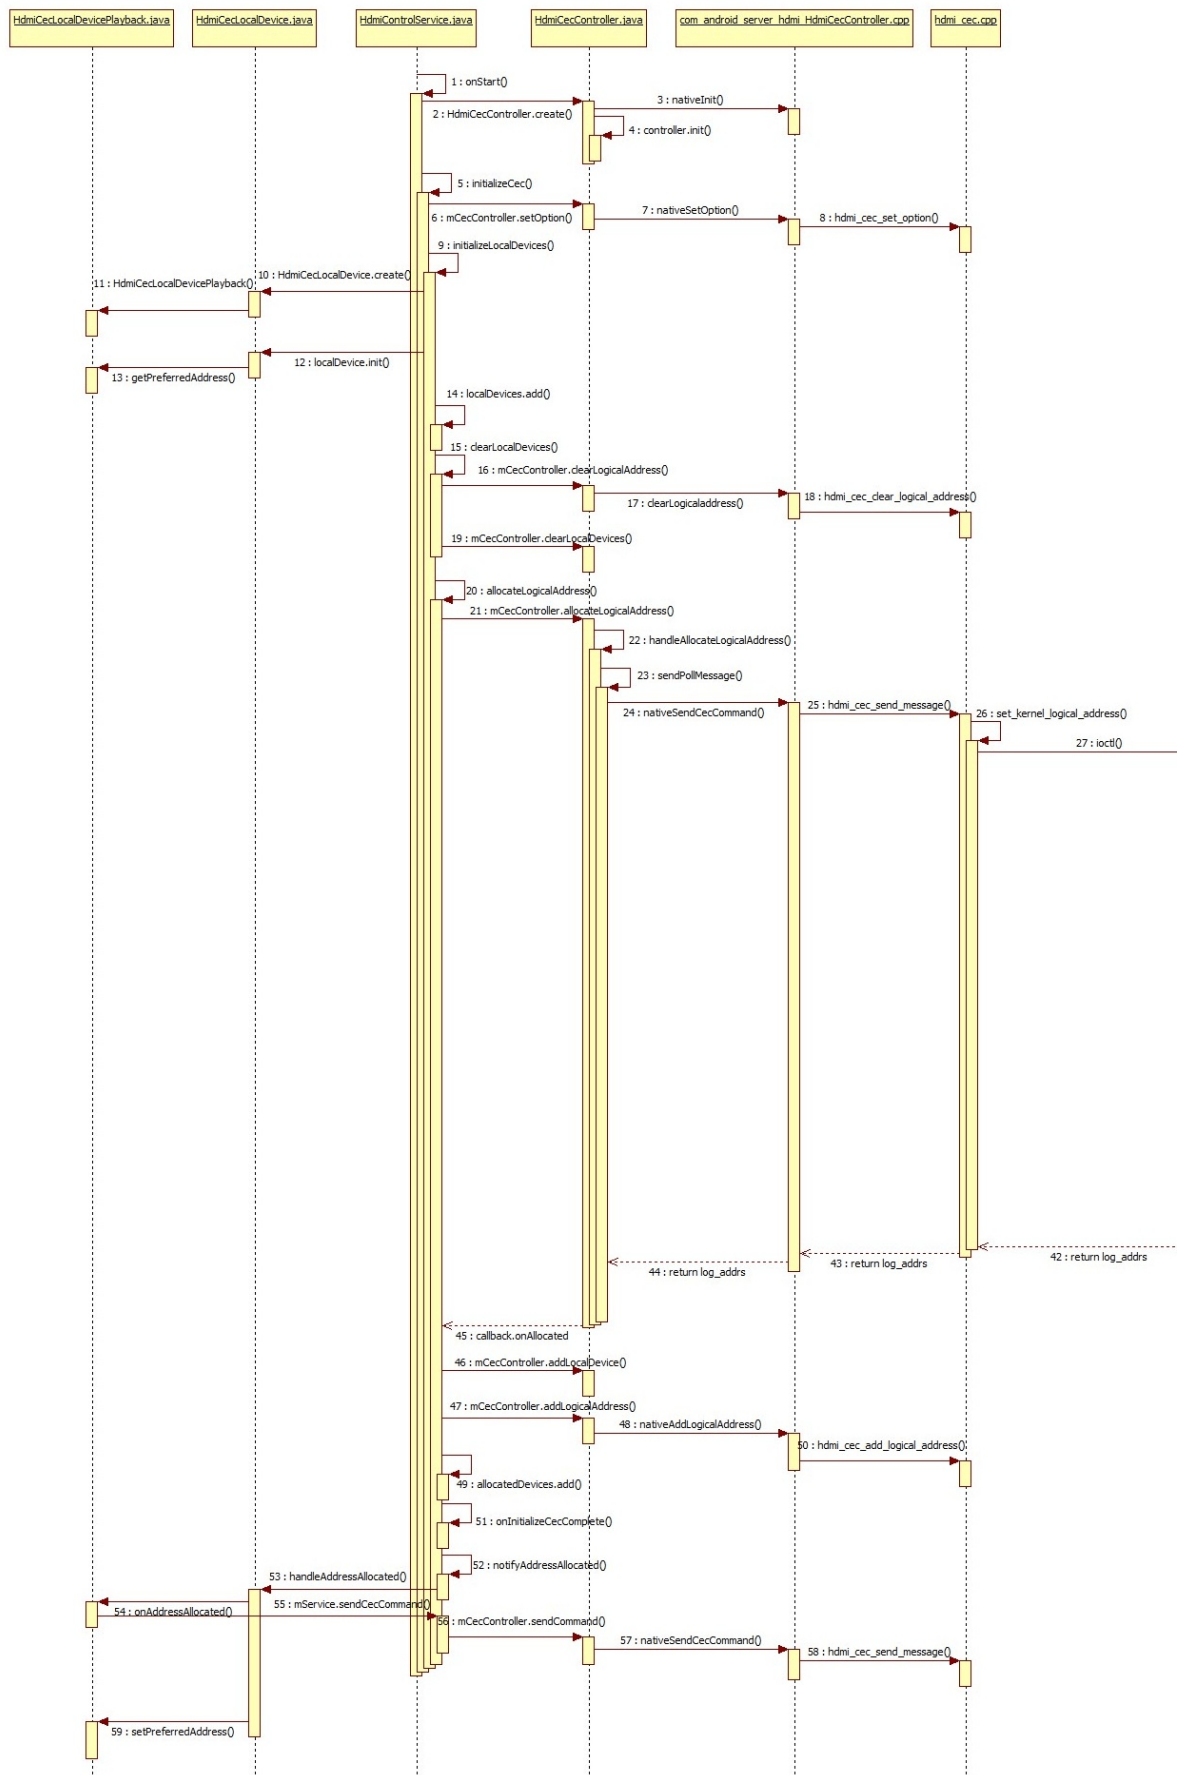 HdmiCecLocalDevicePlayback.java
HdmiCecLocalDevice.java
HdmiControlService.java
HdmiCecController.java
com_android_server_hdmi_HdmiCecController.cpp
hdmi_cec.cpp
1 : onStart()
2 : HdmiCecController.create()
3 : nativeInit()
4 : controller.init()
5 : initializeCec()
6 : mCecController.setOption()
7 : nativeSetOption()
8 : hdmi_cec_set_option()
9 : initializeLocalDevices()
10 : HdmiCecLocalDevice.create()
11 : HdmiCecLocalDevicePlayback()
12 : localDevice.init()
13 : getPreferredAddress()
14 : localDevices.add()
15 : clearLocalDevices()
16 : mCecController.clearLogicalAddress()
17 : clearLogicaladdress()
18 : hdmi_cec_clear_logical_address()
19 : mCecController.clearLocalDevices()
20 : allocateLogicalAddress()
21 : mCecController.allocateLogicalAddress()
22 : handleAllocateLogicalAddress()
23 : sendPollMessage()
24 : nativeSendCecCommand()
25 : hdmi_cec_send_message()
26 : set_kernel_logical_address()
27 : ioctl()
42 : return log_addrs
43 : return log_addrs
44 : return log_addrs
45 : callback.onAllocated
46 : mCecController.addLocalDevice()
47 : mCecController.addLogicalAddress()
48 : nativeAddLogicalAddress()
50 : hdmi_cec_add_logical_address()
49 : allocatedDevices.add()
51 : onInitializeCecComplete()
52 : notifyAddressAllocated()
53 : handleAddressAllocated()
54 : onAddressAllocated()
55 : mService.sendCecCommand()
56 : mCecController.sendCommand()
57 : nativeSendCecCommand()
58 : hdmi_cec_send_message()
59 : setPreferredAddress()